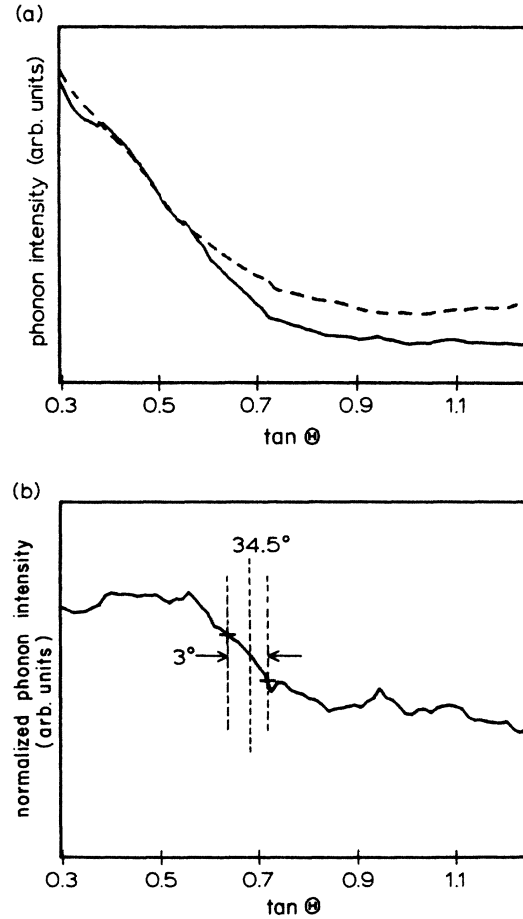 (a)
phonon intensity (arb. units)
0.3 0.5 0.7 0.9 1.1
tan Θ
(b)
normalized phonon intensity
(arb. units)
34.5°
3°
0.3 0.5 0.7 0.9 1.1
tan Θ